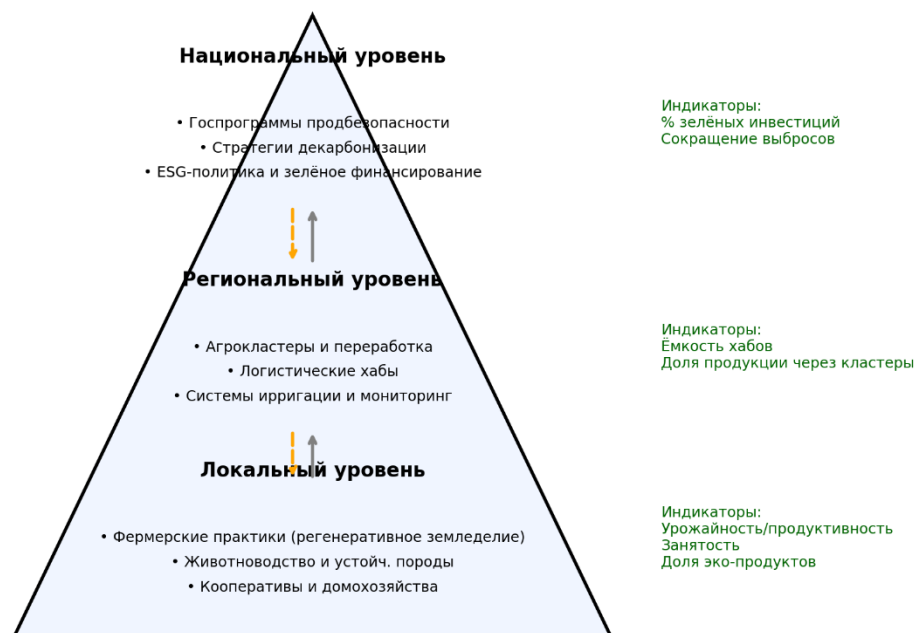 Национальный уровень
• Госпрограммы продбезопасности
• Стратегии декарбонизации
• ESG-политика и зелёное финансирование
Индикаторы:
% зелёных инвестиций
Сокращение выбросов
Региональный уровень
• Агрокластеры и переработка
• Логистические хабы
• Системы ирригации и мониторинг
Индикаторы:
Ёмкость хабов
Доля продукции через кластеры
Локальный уровень
• Фермерские практики (регенеративное земледелие)
• Животноводство и устойч. породы
• Кооперативы и домохозяйства
Индикаторы:
Урожайность/продуктивность
Занятость
Доля эко-продуктов